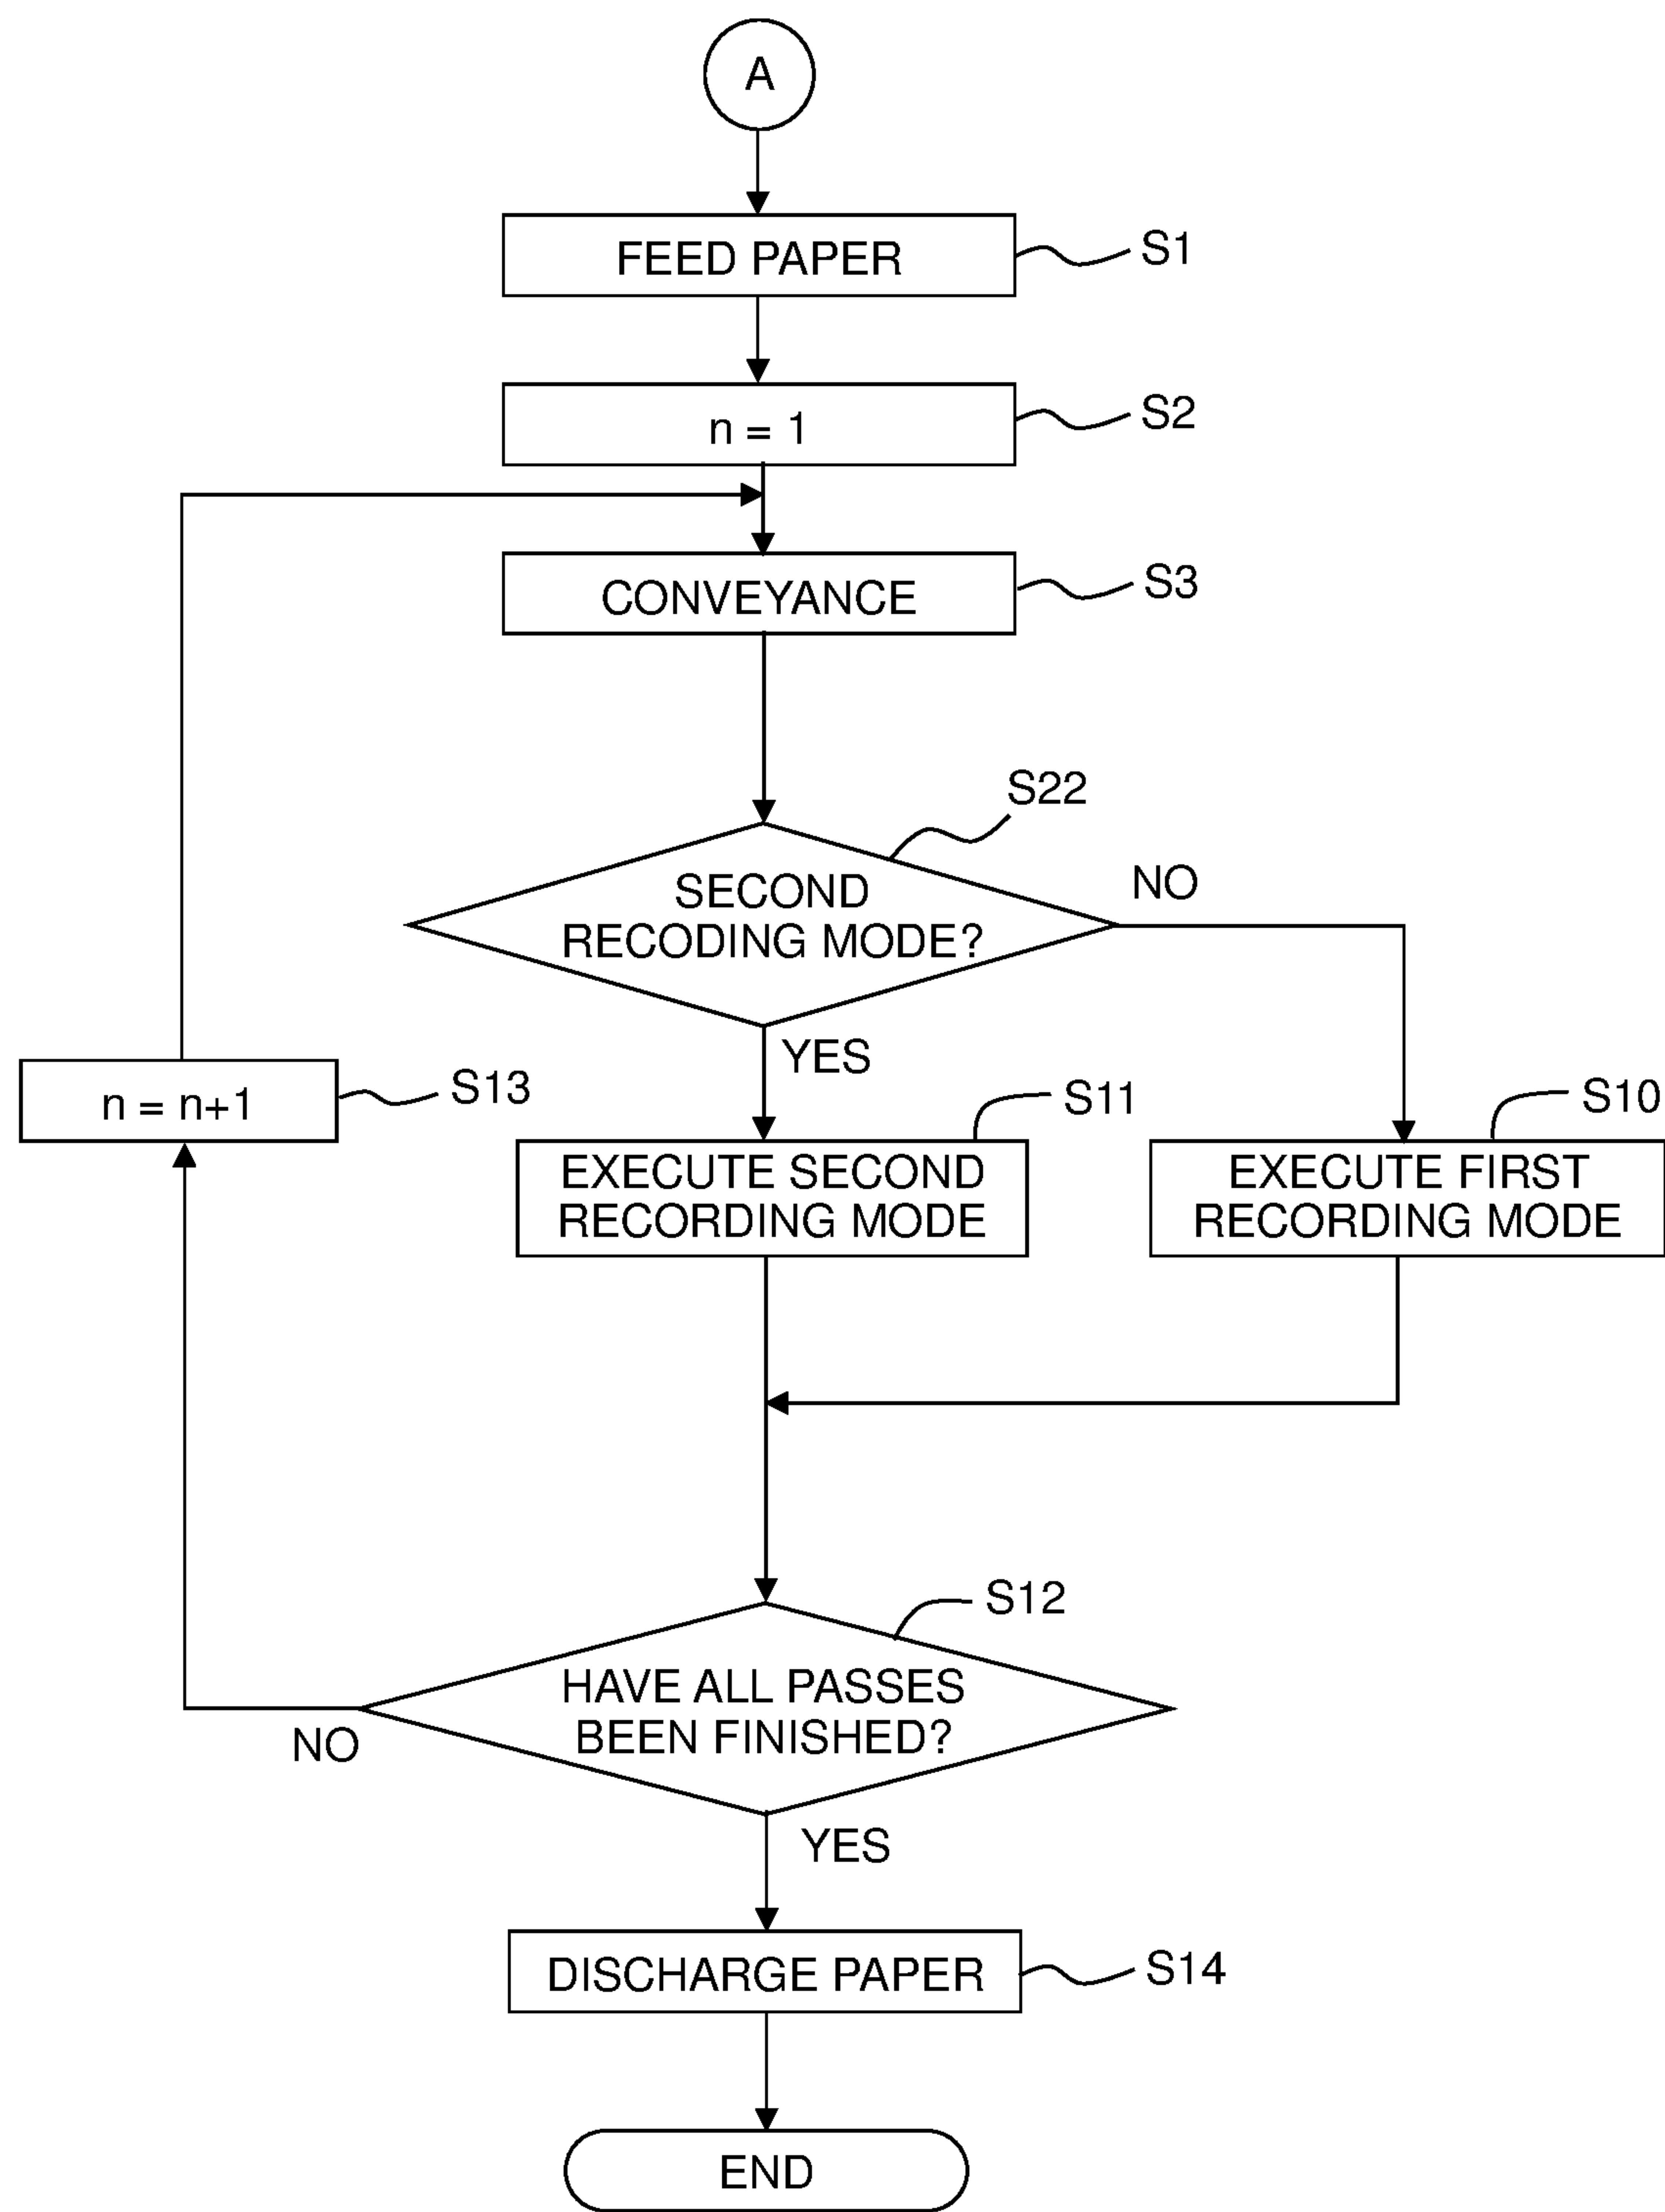 A
FEED PAPER
S1
n = 1
S2
CONVEYANCE
S3
S22
SECOND
RECODING MODE?
NO
YES
n = n+1
S13
S11
S10
EXECUTE SECOND
RECORDING MODE
EXECUTE FIRST
RECORDING MODE
S12
HAVE ALL PASSES
BEEN FINISHED?
NO
YES
DISCHARGE PAPER
S14
END